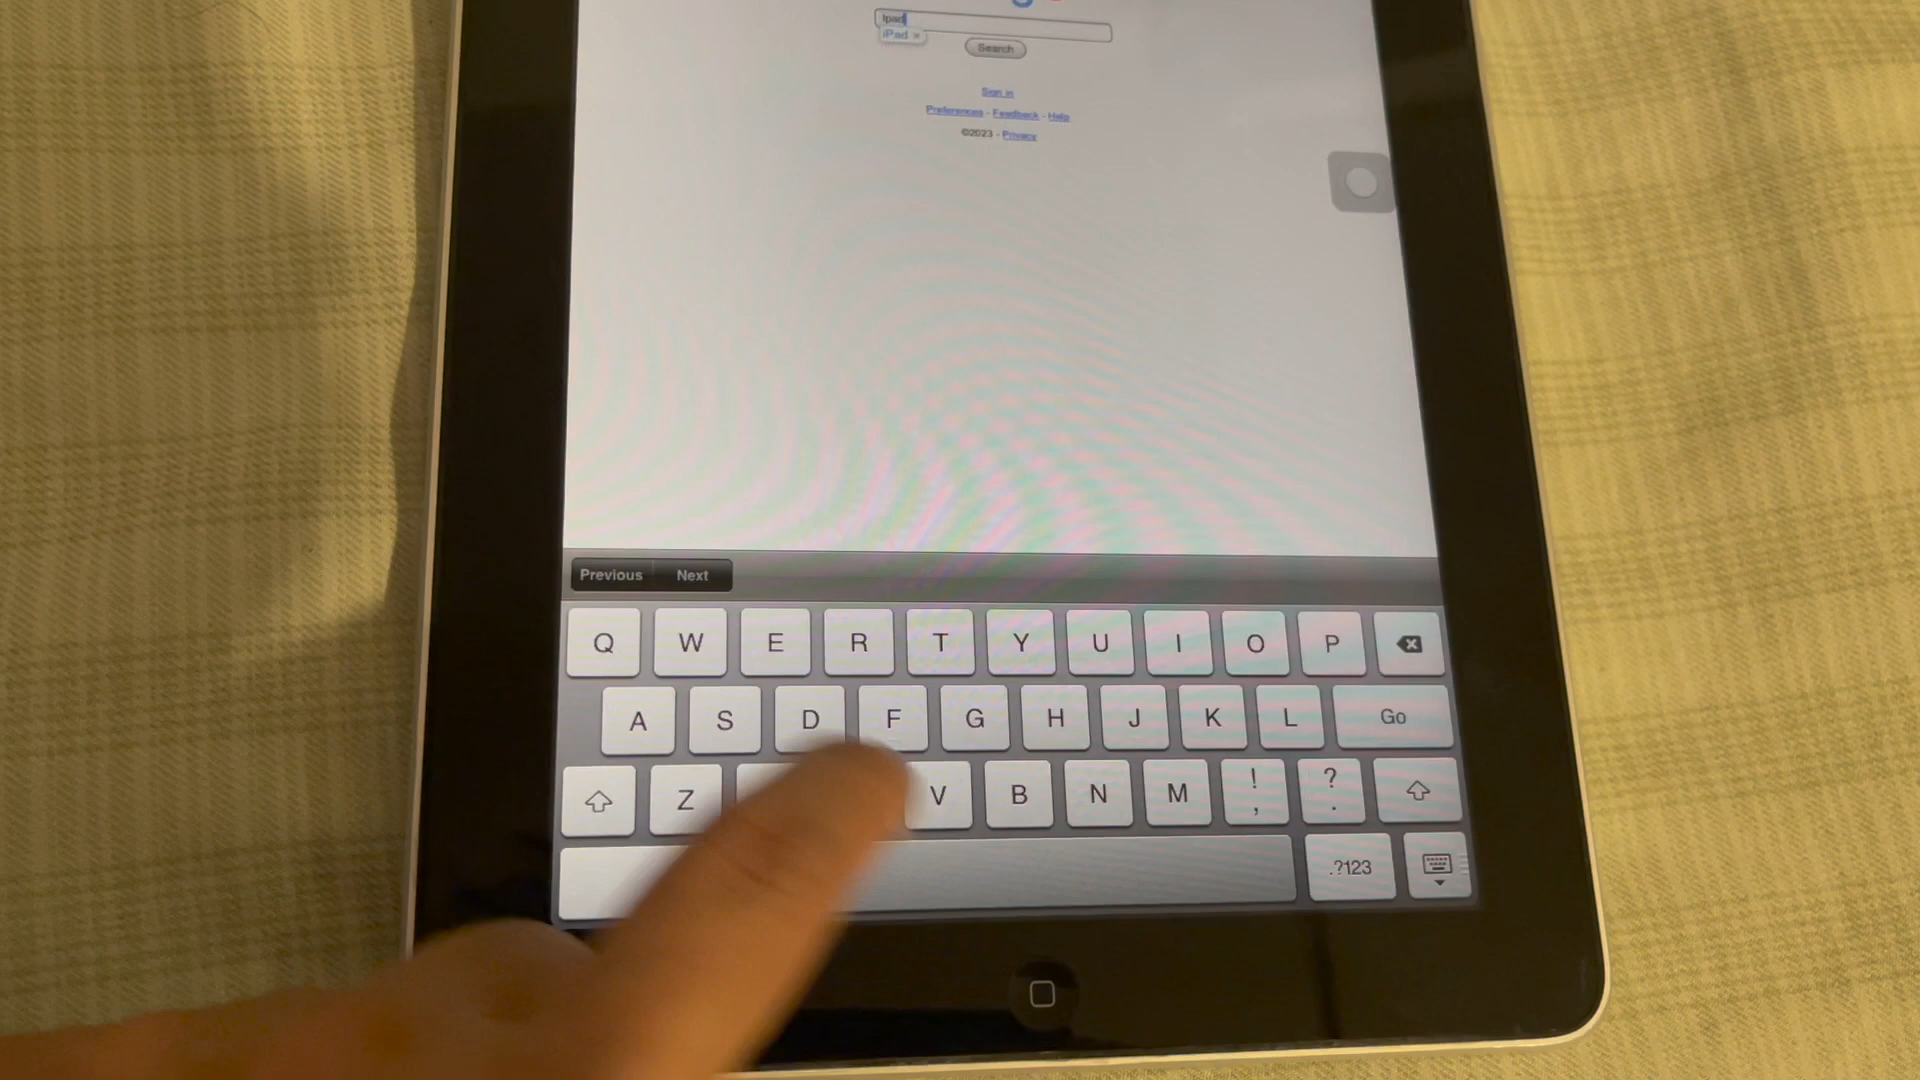 Ipad
iPad ×
Search
Sign in
Preferences - Feedback - Help
©2023 - Privacy
Previous Next
Q W E R T Y U I O P
A S D F G H J K L Go
Z V B N M ! , ? .
.?123